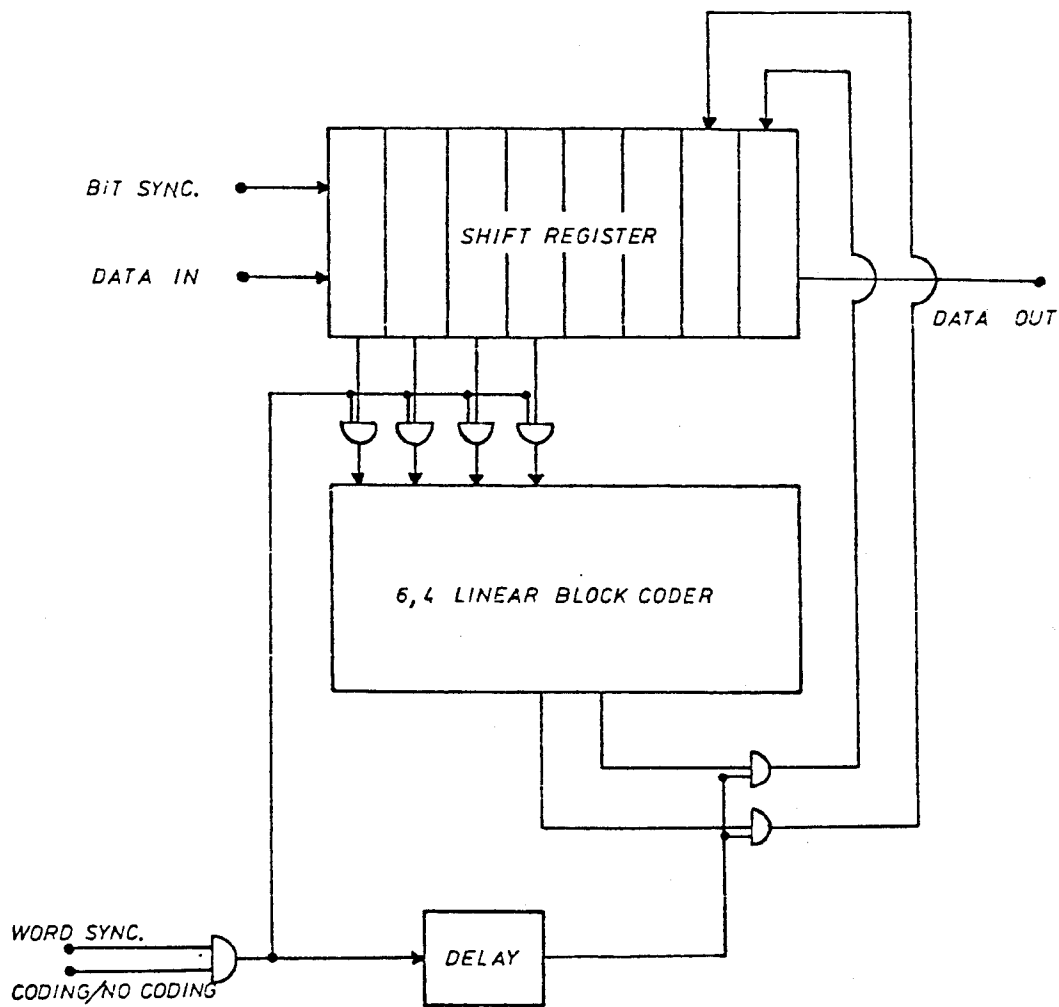 BiT SYNC.
SHIFT REGISTER
DATA IN
DATA OUT
6,4 LINEAR BLOCK CODER
WORD SYNC.
DELAY
CODING/NO CODING